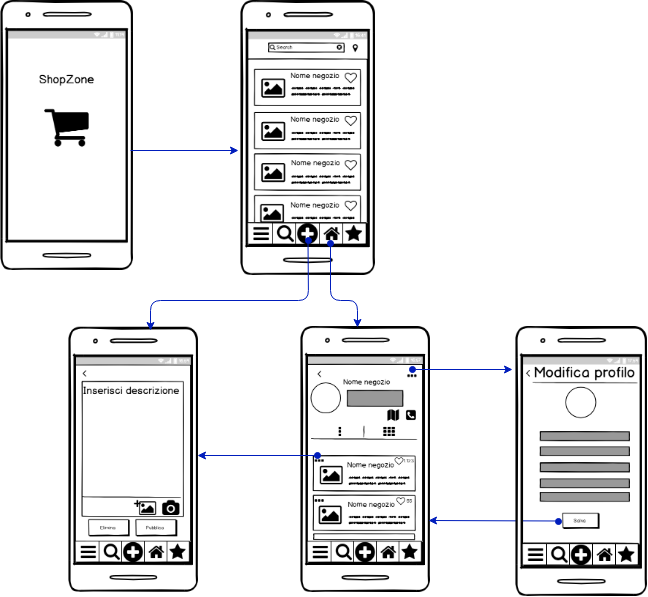 ShopZone
Search
Nome negozio
Nome negozio
Nome negozio
Nome negozio
Inserisci descrizione
Elimina
Pubblica
Nome negozio
Nome negozio
Nome negozio
98
Modifica profilo
Salva